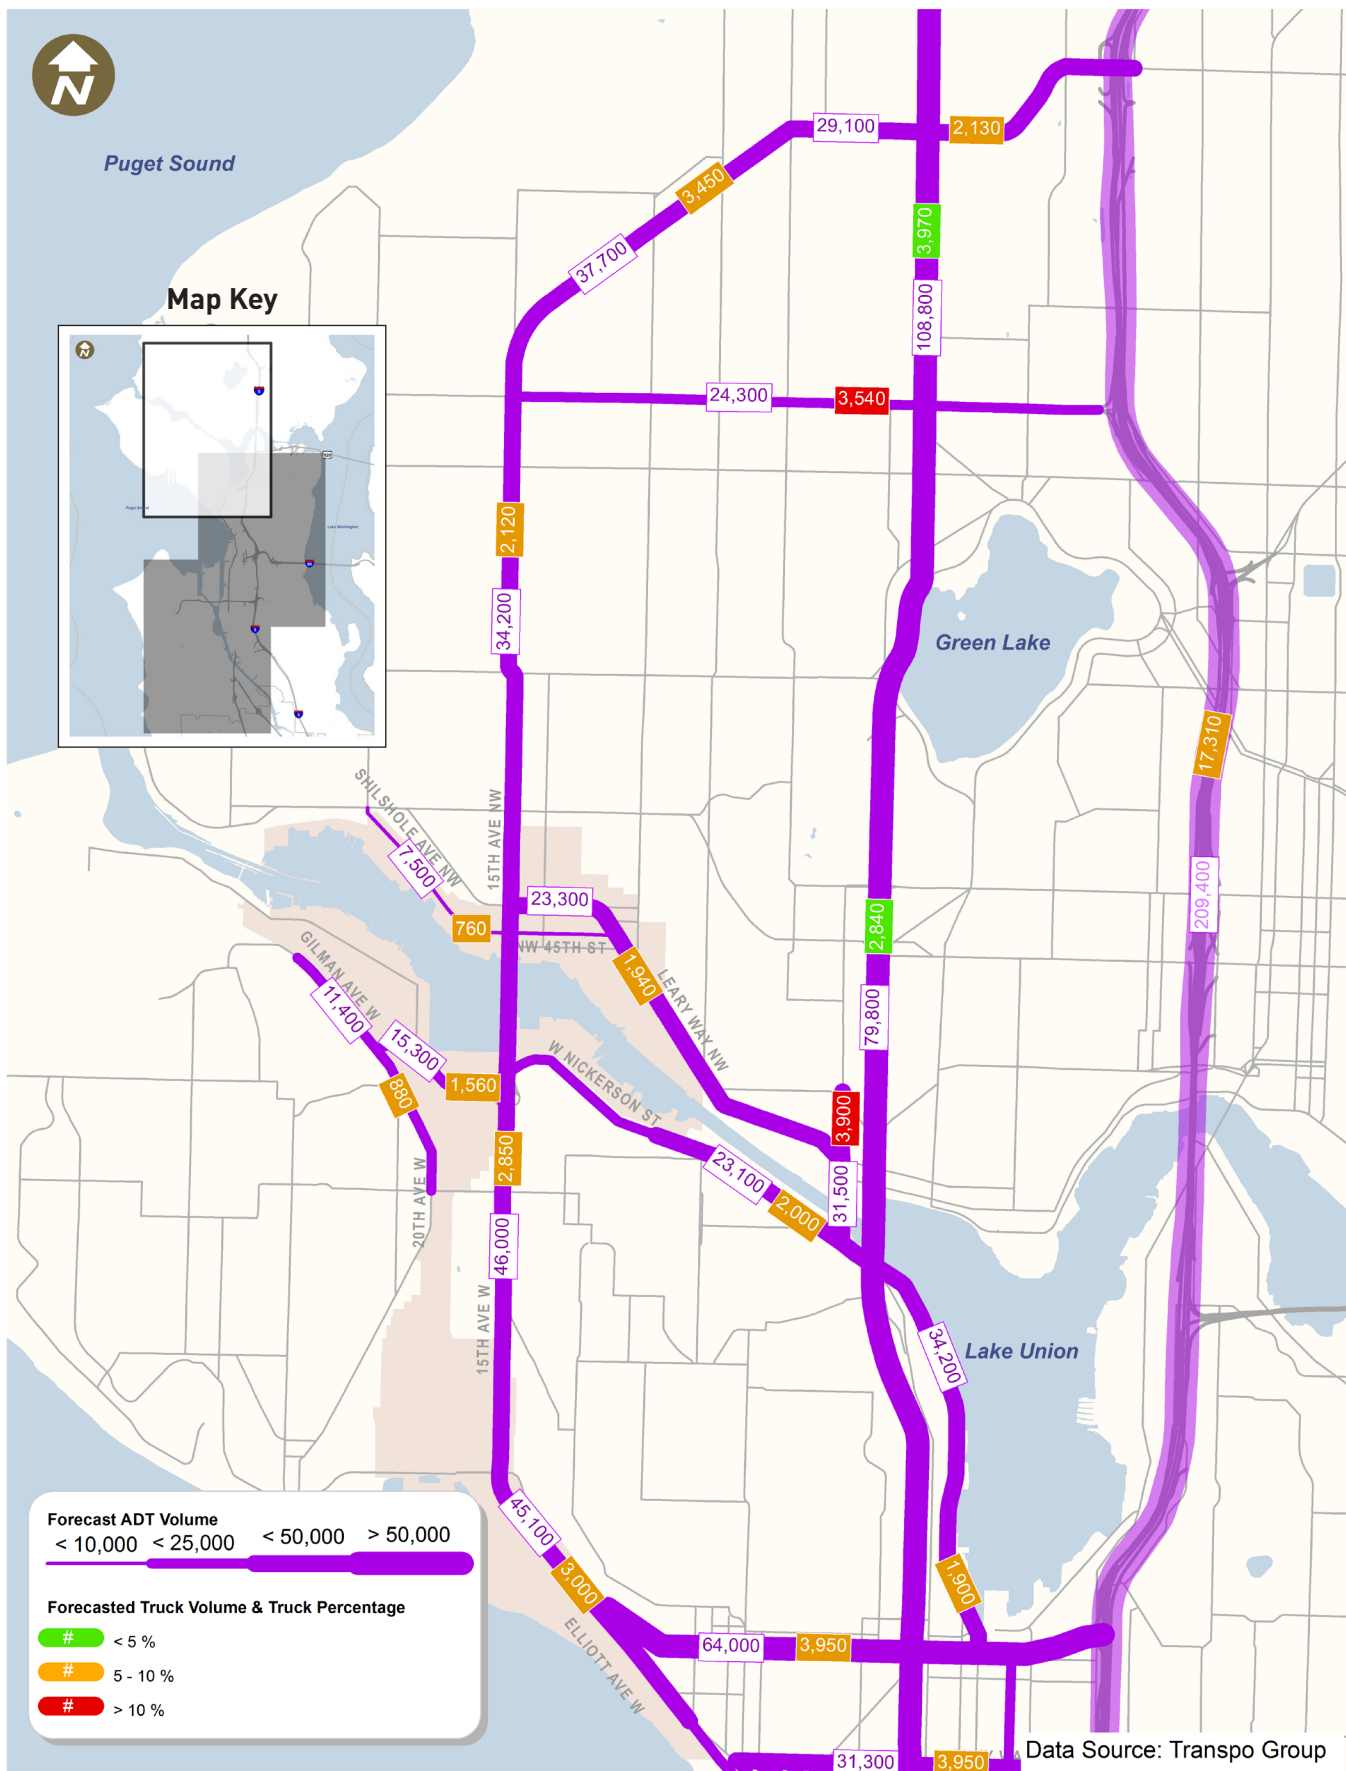 N
Puget Sound
29,100
2,130
3,450
3,970
37,700
108,800
Map Key
N
Puget Sound
Lake Washington
24,300
3,540
2,120
34,200
Green Lake
17,310
SHILSHOLE AVE NW
15TH AVE NW
7,500
23,300
209,400
760
NW 45TH ST
2,840
GILMAN AVE W
1,940
LEARY WAY NW
11,400
79,800
15,300
W NICKERSON ST
1,560
880
3,900
2,850
23,100
31,500
20TH AVE W
2,000
46,000
15TH AVE W
34,200
Lake Union
45,100
3,000
1,900
ELLIOTT AVE W
64,000
3,950
31,300
3,950
Forecast ADT Volume
< 10,000 < 25,000 < 50,000 > 50,000
Forecasted Truck Volume & Truck Percentage
# < 5 %
# 5 - 10 %
# > 10 %
Data Source: Transpo Group